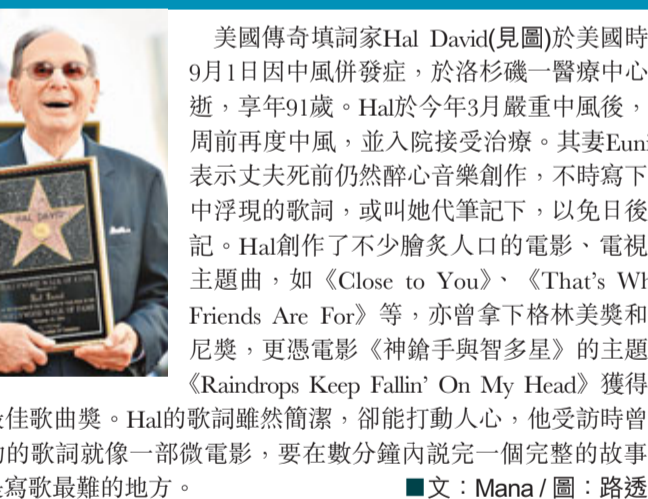 美國傳奇填詞家Hal David(見圖)於美國時
9月1日因中風併發症，於洛杉磯一醫療中心
逝，享年91歲。Hal於今年3月嚴重中風後，
周前再度中風，並入院接受治療。其妻Euni
表示丈夫死前仍然醉心音樂創作，不時寫下
中浮現的歌詞，或叫她代筆記下，以免日後
記。Hal創作了不少膾炙人口的電影、電視
主題曲，如《Close to You》、《That's Wh
Friends Are For》等，亦曾拿下格林美獎和
尼獎，更憑電影《神鎗手與智多星》的主題
《Raindrops Keep Fallin' On My Head》獲得
佳歌曲獎。Hal的歌詞雖然簡潔，卻能打動人心，他受訪時曾
的歌詞就像一部微電影，要在數分鐘內説完一個完整的故事
寫歌最難的地方。
■文：Mana / 圖：路透
HAL DAVID